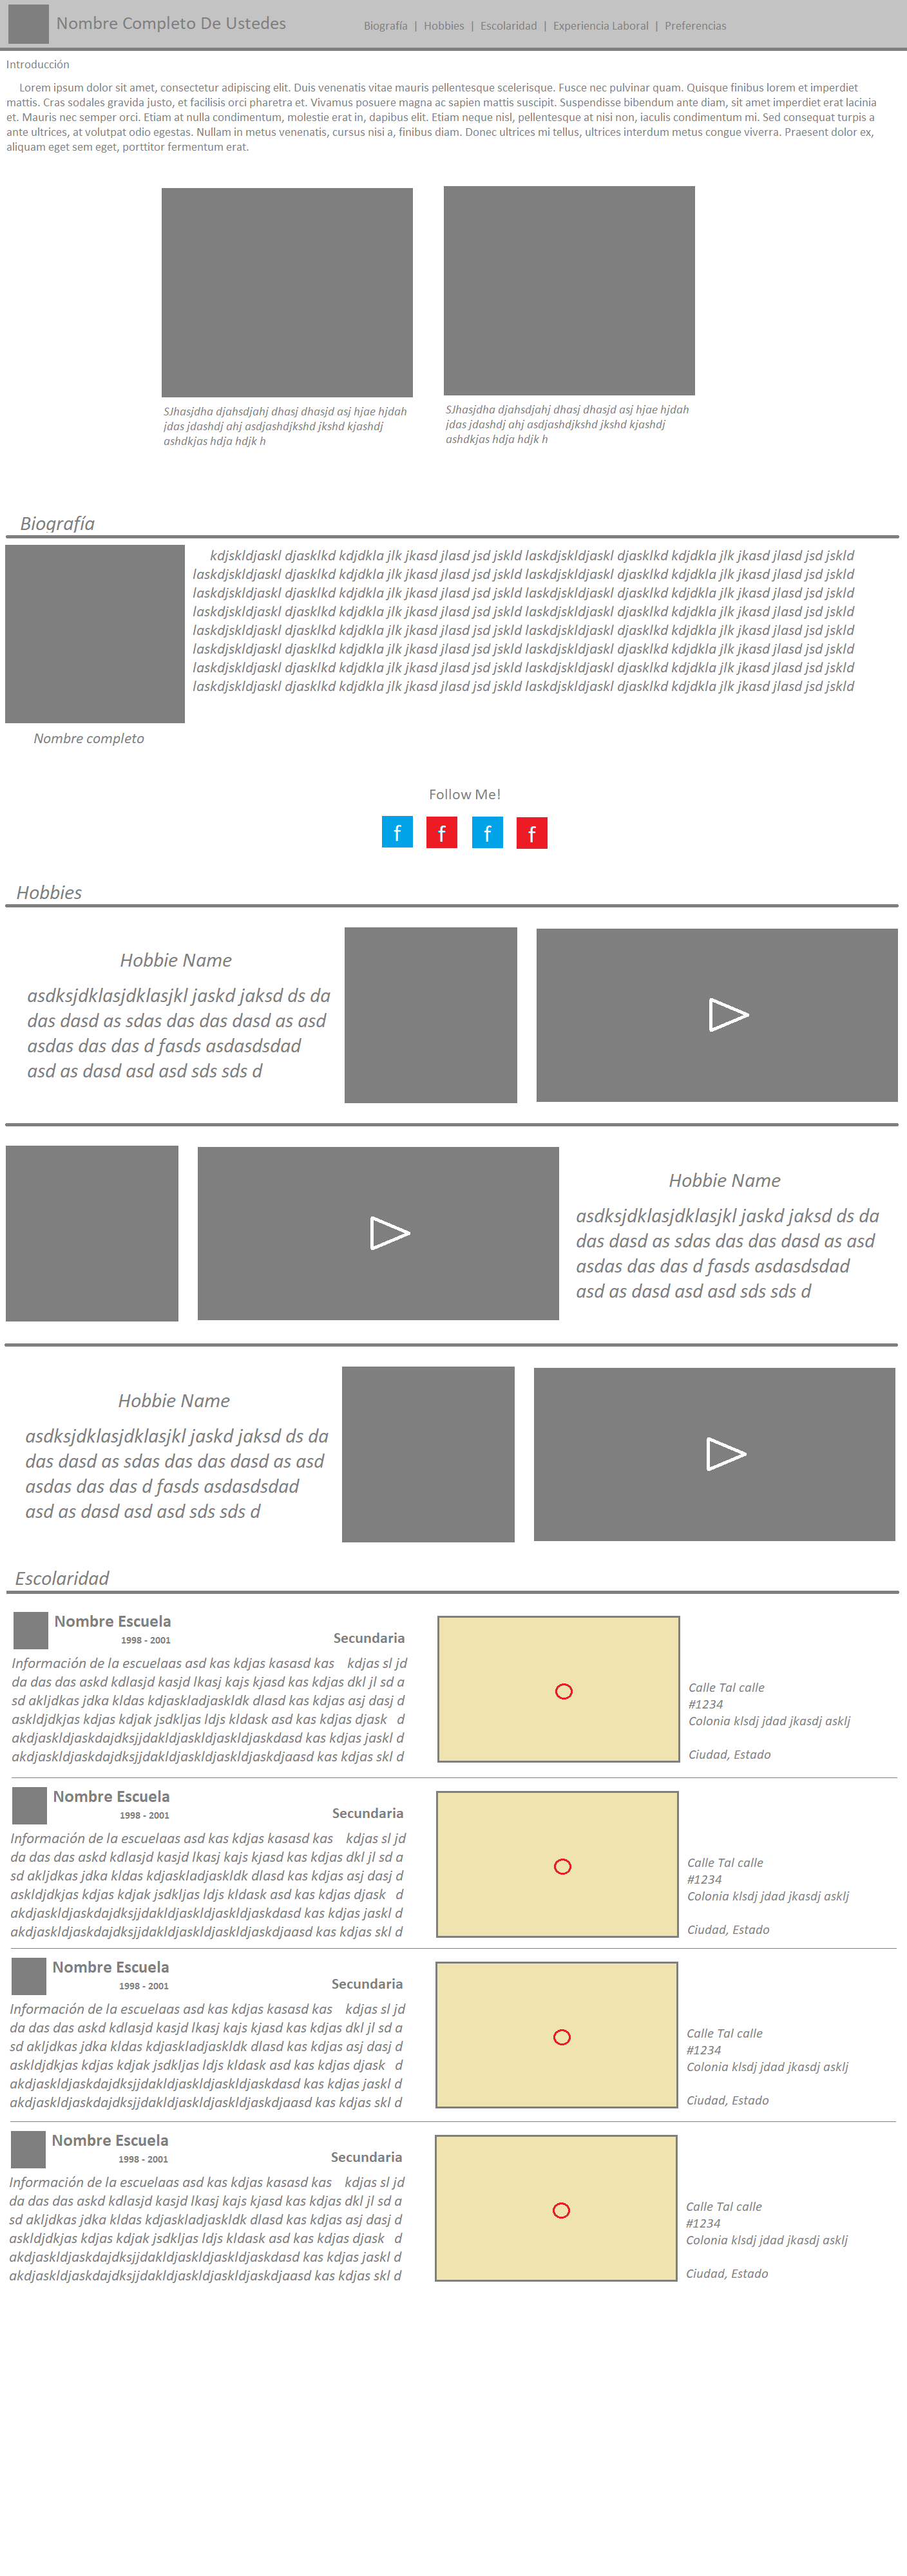 Nombre Completo De Ustedes
Biografía | Hobbies | Escolaridad | Experiencia Laboral | Preferencias
Introducción
Lorem ipsum dolor sit amet, consectetur adipiscing elit. Duis venenatis vitae mauris pellentesque scelerisque. Fusce nec pulvinar quam. Quisque finibus lorem et imperdiet
mattis. Cras sodales gravida justo, et facilisis orci pharetra et. Vivamus posuere magna ac sapien mattis suscipit. Suspendisse bibendum ante diam, sit amet imperdiet erat lacinia
et. Mauris nec semper orci. Etiam at nulla condimentum, molestie erat in, dapibus elit. Etiam neque nisl, pellentesque at nisi non, iaculis condimentum mi. Sed consequat turpis a
ante ultrices, at volutpat odio egestas. Nullam in metus venenatis, cursus nisi a, finibus diam. Donec ultrices mi tellus, ultrices interdum metus congue viverra. Praesent dolor ex,
aliquam eget sem eget, porttitor fermentum erat.
SJhasjdha djahsdjahj dhasj dhasjd asj hjae hjdah
jdas jdashdj ahj asdjashdjkshd jkshd kjashdj
ashdkjas hdja hdjk h
SJhasjdha djahsdjahj dhasj dhasjd asj hjae hjdah
jdas jdashdj ahj asdjashdjkshd jkshd kjashdj
ashdkjas hdja hdjk h
Biografía
kdjskldjaskl djasklkd kdjdkla jlk jkasd jlasd jsd jskld laskdjskldjaskl djasklkd kdjdkla jlk jkasd jlasd jsd jskld
laskdjskldjaskl djasklkd kdjdkla jlk jkasd jlasd jsd jskld laskdjskldjaskl djasklkd kdjdkla jlk jkasd jlasd jsd jskld
laskdjskldjaskl djasklkd kdjdkla jlk jkasd jlasd jsd jskld laskdjskldjaskl djasklkd kdjdkla jlk jkasd jlasd jsd jskld
laskdjskldjaskl djasklkd kdjdkla jlk jkasd jlasd jsd jskld laskdjskldjaskl djasklkd kdjdkla jlk jkasd jlasd jsd jskld
laskdjskldjaskl djasklkd kdjdkla jlk jkasd jlasd jsd jskld laskdjskldjaskl djasklkd kdjdkla jlk jkasd jlasd jsd jskld
laskdjskldjaskl djasklkd kdjdkla jlk jkasd jlasd jsd jskld laskdjskldjaskl djasklkd kdjdkla jlk jkasd jlasd jsd jskld
laskdjskldjaskl djasklkd kdjdkla jlk jkasd jlasd jsd jskld laskdjskldjaskl djasklkd kdjdkla jlk jkasd jlasd jsd jskld
laskdjskldjaskl djasklkd kdjdkla jlk jkasd jlasd jsd jskld laskdjskldjaskl djasklkd kdjdkla jlk jkasd jlasd jsd jskld
Nombre completo
Follow Me!
f f f f
Hobbies
Hobbie Name
asdksjdklasjdklasjkl jaskd jaksd ds da
das dasd as sdas das das dasd as asd
asdas das das d fasds asdasdsdad
asd as dasd asd asd sds sds d
Hobbie Name
asdksjdklasjdklasjkl jaskd jaksd ds da
das dasd as sdas das das dasd as asd
asdas das das d fasds asdasdsdad
asd as dasd asd asd sds sds d
Hobbie Name
asdksjdklasjdklasjkl jaskd jaksd ds da
das dasd as sdas das das dasd as asd
asdas das das d fasds asdasdsdad
asd as dasd asd asd sds sds d
Escolaridad
Nombre Escuela
1998 - 2001 Secundaria
Información de la escuelaas asd kas kdjas kasasd kas kdjas sl jd
da das das askd kdlasjd kasjd lkasj kajs kjasd kas kdjas dkl jl sd a
sd akljdkas jdka kldas kdjaskladjaskldk dlasd kas kdjas asj dasj d
askldjdkjas kdjas kdjak jsdkljas ldjs kldask asd kas kdjas djask d
akdjaskldjaskdajdksjjdakldjaskldjaskldjaskdasd kas kdjas jaskl d
akdjaskldjaskdajdksjjdakldjaskldjaskldjaskdjaasd kas kdjas skl d
Calle Tal calle
#1234
Colonia klsdj jdad jkasdj asklj
Ciudad, Estado
Nombre Escuela
1998 - 2001 Secundaria
Información de la escuelaas asd kas kdjas kasasd kas kdjas sl jd
da das das askd kdlasjd kasjd lkasj kajs kjasd kas kdjas dkl jl sd a
sd akljdkas jdka kldas kdjaskladjaskldk dlasd kas kdjas asj dasj d
askldjdkjas kdjas kdjak jsdkljas ldjs kldask asd kas kdjas djask d
akdjaskldjaskdajdksjjdakldjaskldjaskldjaskdasd kas kdjas jaskl d
akdjaskldjaskdajdksjjdakldjaskldjaskldjaskdjaasd kas kdjas skl d
Calle Tal calle
#1234
Colonia klsdj jdad jkasdj asklj
Ciudad, Estado
Nombre Escuela
1998 - 2001 Secundaria
Información de la escuelaas asd kas kdjas kasasd kas kdjas sl jd
da das das askd kdlasjd kasjd lkasj kajs kjasd kas kdjas dkl jl sd a
sd akljdkas jdka kldas kdjaskladjaskldk dlasd kas kdjas asj dasj d
askldjdkjas kdjas kdjak jsdkljas ldjs kldask asd kas kdjas djask d
akdjaskldjaskdajdksjjdakldjaskldjaskldjaskdasd kas kdjas jaskl d
akdjaskldjaskdajdksjjdakldjaskldjaskldjaskdjaasd kas kdjas skl d
Calle Tal calle
#1234
Colonia klsdj jdad jkasdj asklj
Ciudad, Estado
Nombre Escuela
1998 - 2001 Secundaria
Información de la escuelaas asd kas kdjas kasasd kas kdjas sl jd
da das das askd kdlasjd kasjd lkasj kajs kjasd kas kdjas dkl jl sd a
sd akljdkas jdka kldas kdjaskladjaskldk dlasd kas kdjas asj dasj d
askldjdkjas kdjas kdjak jsdkljas ldjs kldask asd kas kdjas djask d
akdjaskldjaskdajdksjjdakldjaskldjaskldjaskdasd kas kdjas jaskl d
akdjaskldjaskdajdksjjdakldjaskldjaskldjaskdjaasd kas kdjas skl d
Calle Tal calle
#1234
Colonia klsdj jdad jkasdj asklj
Ciudad, Estado